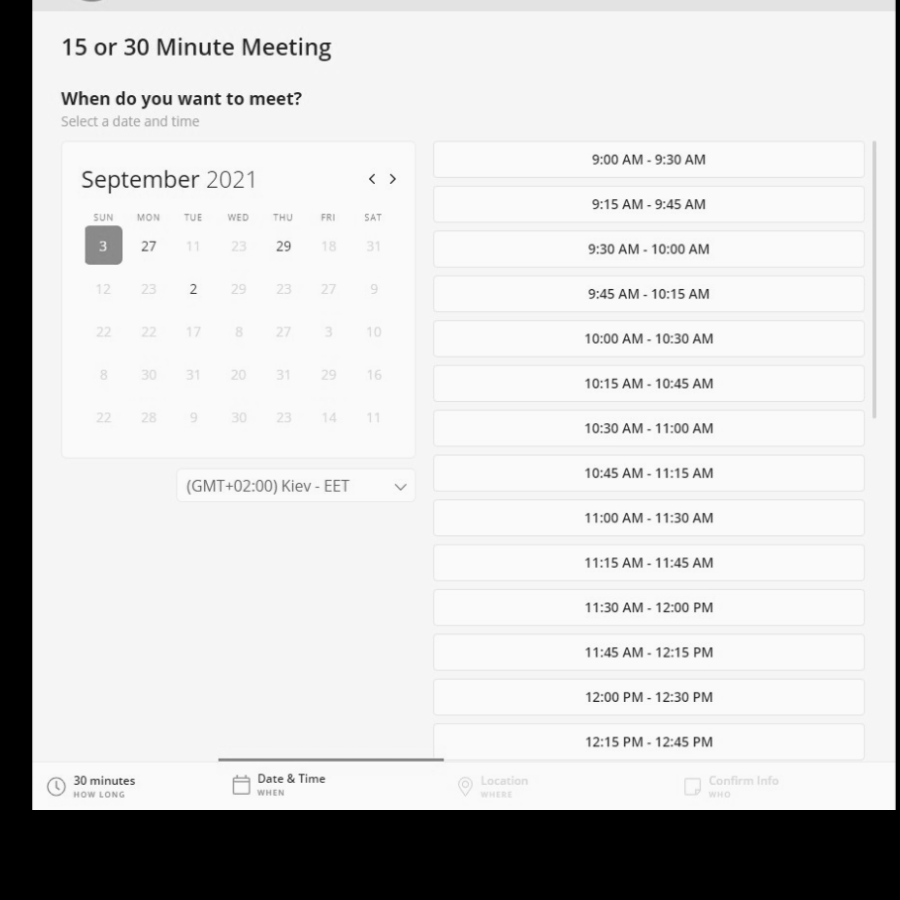 15 or 30 Minute Meeting
When do you want to meet?
Select a date and time
September 2021
SUN MON TUE WED THU FRI SAT
3 27 11 23 29 18 31
12 23 2 29 23 27 9
22 22 17 8 27 3 10
8 30 31 20 31 29 16
22 28 9 30 23 14 11
(GMT+02:00) Kiev - EET
9:00 AM - 9:30 AM
9:15 AM - 9:45 AM
9:30 AM - 10:00 AM
9:45 AM - 10:15 AM
10:00 AM - 10:30 AM
10:15 AM - 10:45 AM
10:30 AM - 11:00 AM
10:45 AM - 11:15 AM
11:00 AM - 11:30 AM
11:15 AM - 11:45 AM
11:30 AM - 12:00 PM
11:45 AM - 12:15 PM
12:00 PM - 12:30 PM
12:15 PM - 12:45 PM
30 minutes
HOW LONG
Date & Time
WHEN
Location
WHERE
Confirm Info
WHO